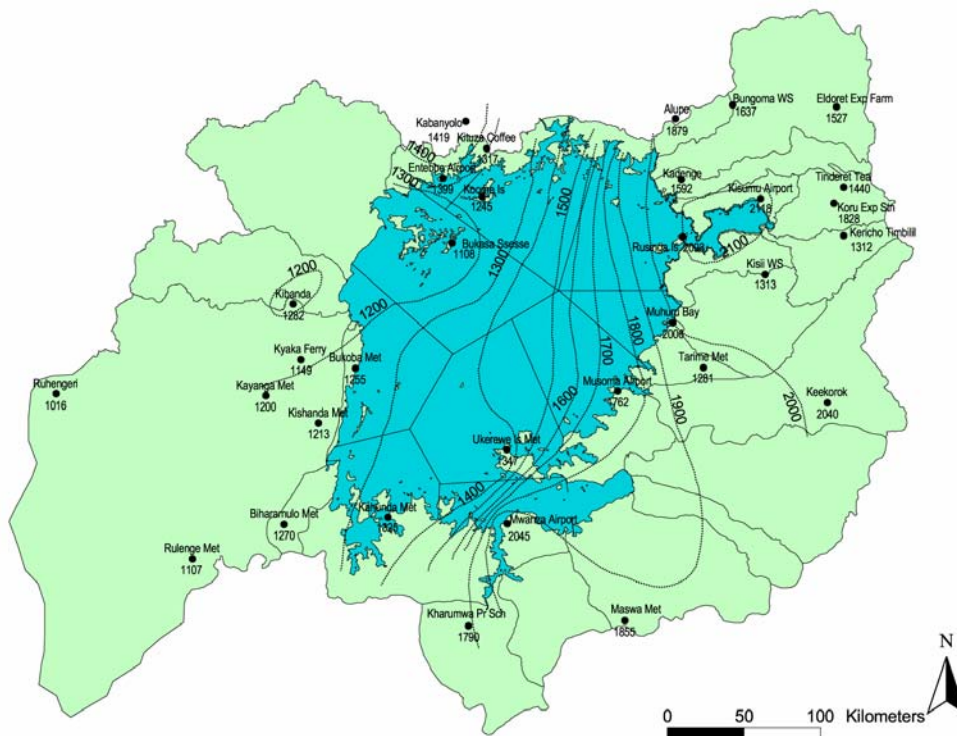 Bungoma WS
1637
Eldoret Exp Farm
1527
Alupe
1879
Kabanyolo
1419
Kituza Coffee
1317
1400
Entebbe Airport
1399
1300
1245
Kadenge
1592
Tinderet Tea
1440
Kisumu Airport
2118
Koru Exp Stn
1828
Kericho Timbilil
1312
1500
Bukasa Ssesse
1108
Rusinga Is. 
2100
Kisii WS
1313
1300
1200
Kibanda
1282
1200
Muhuru Bay
2008
1800
1700
Kyaka Ferry
1149
Bukoba Met
1255
Tarime Met
1281
Ruhengeri
1016
Kayanga Met
1200
Musoma Airport
762
1600
1900
2000
Keekorok
2040
Kishanda Met
1213
Ukerewe Is Met
1400
Biharamulo Met
1270
Mwanza Airport
2045
Rulenge Met
1107
Kharumwa Pr Sch
1790
Maswa Met
1855
N
0 50 100 Kilometers